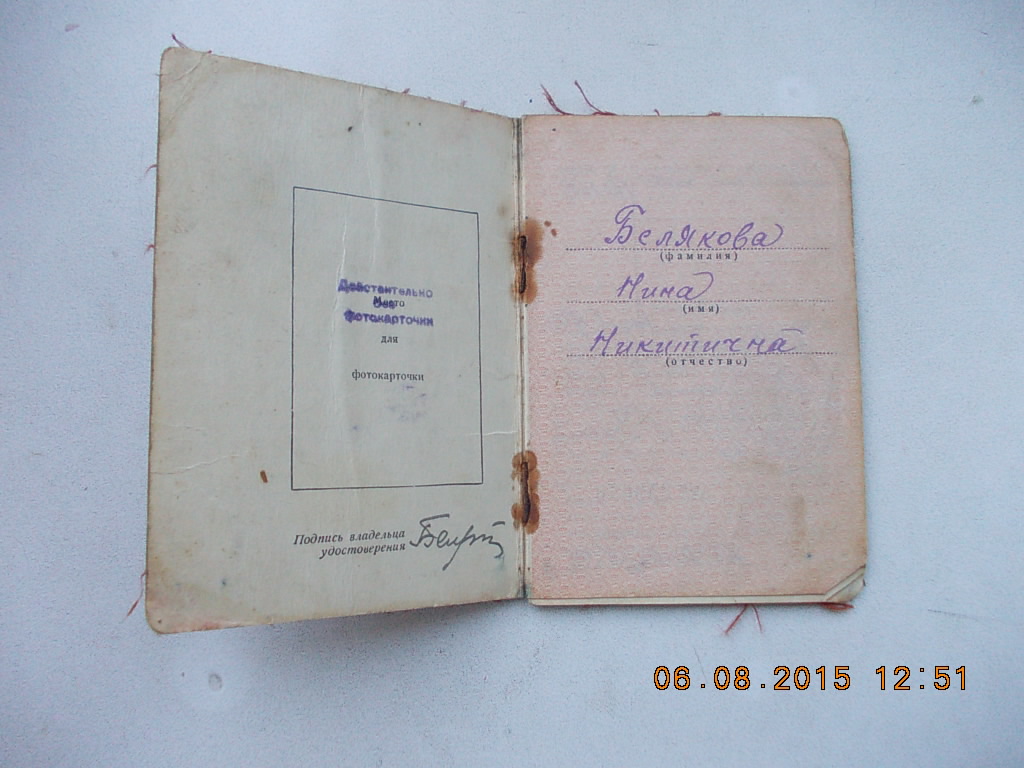 Действительно
без
фотокарточки
Место
для
фотокарточки
Подпись владельца
удостоверения
Белякова
(фамилия)
Нина
(имя)
Никитична
(отчество)
06.08.2015 12:51